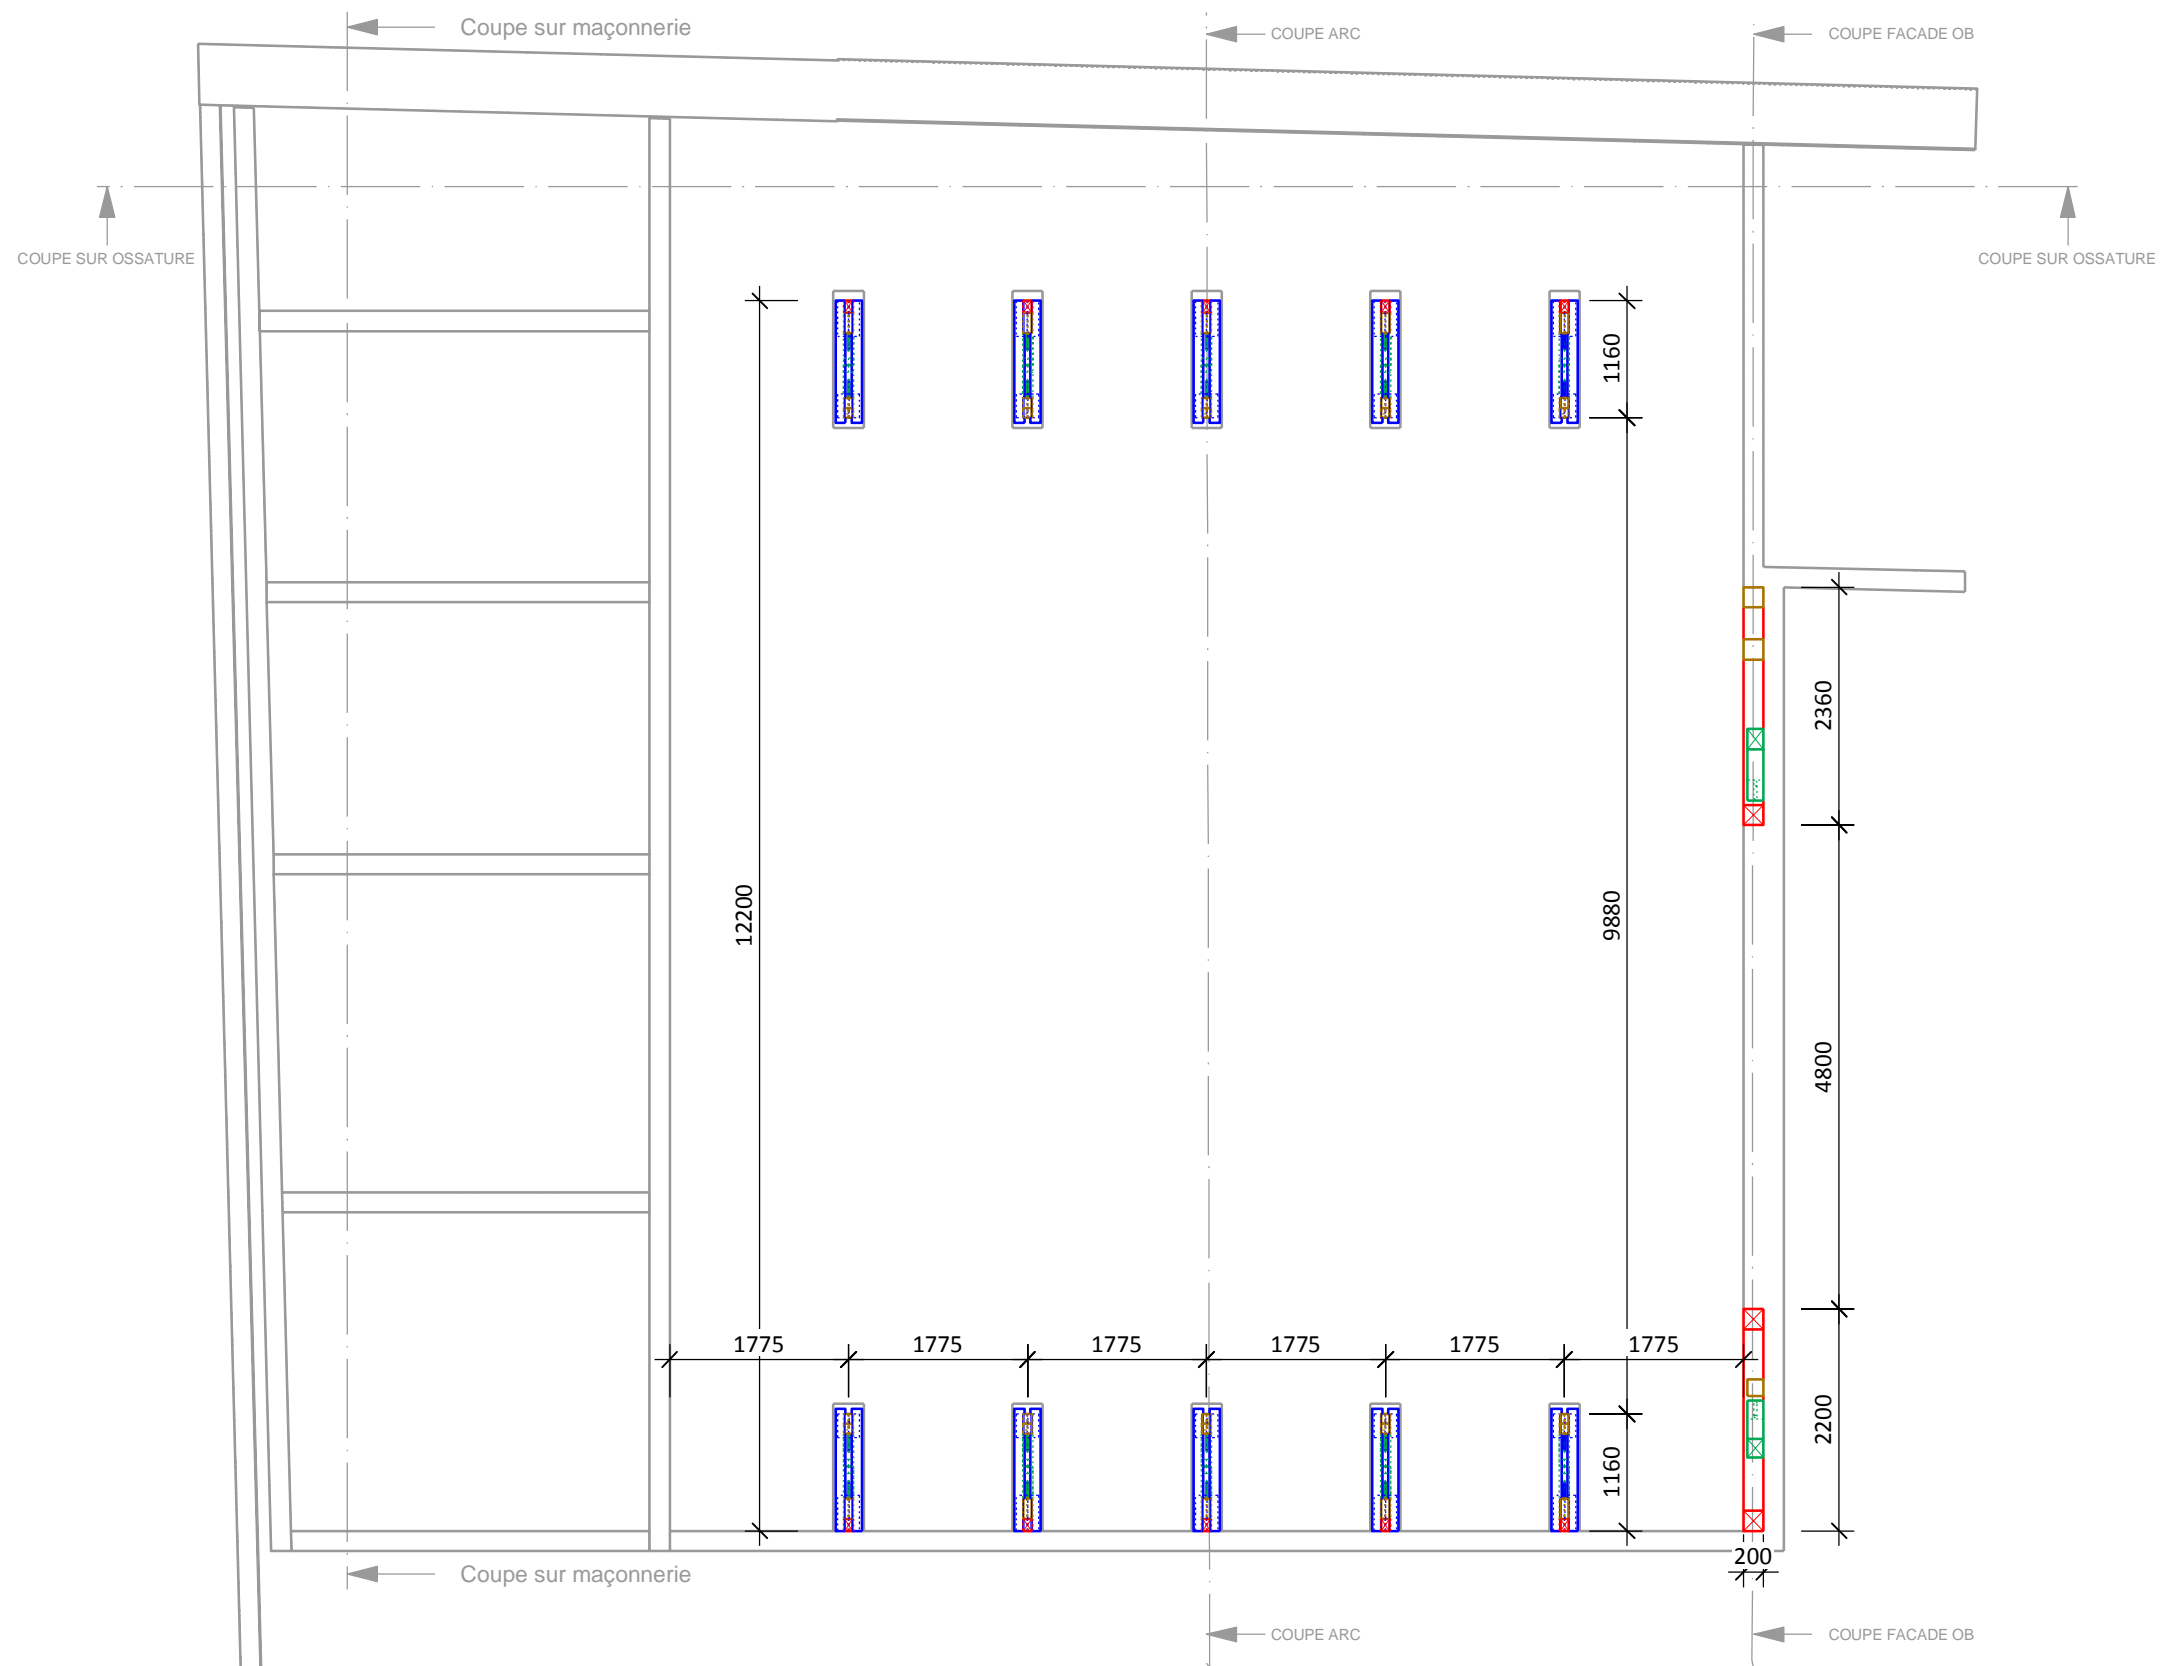 Coupe sur maçonnerie
COUPE ARC
COUPE FACADE OB
COUPE SUR OSSATURE
COUPE SUR OSSATURE
1160
2360
12200
9880
4800
1775
1775
1775
1775
1775
1775
2200
1160
200
Coupe sur maçonnerie
COUPE ARC
COUPE FACADE OB